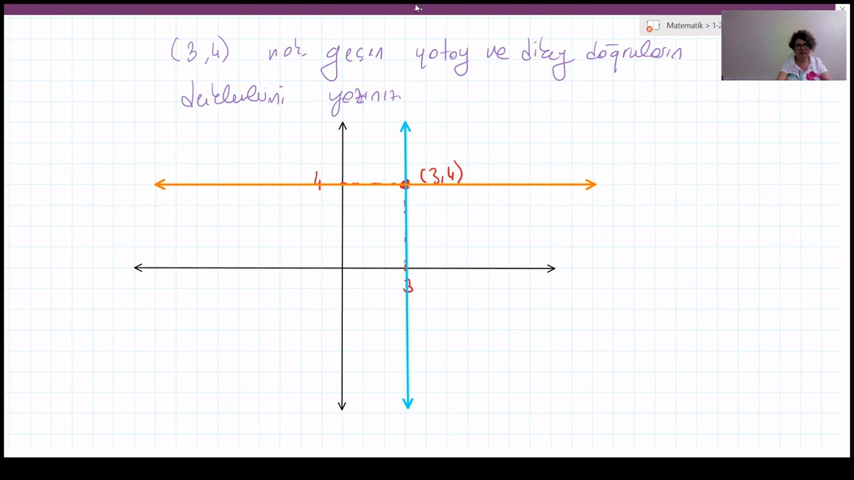 Matematik > 1-2
(3,4) nok. geçen yatay ve dikey doğruların
denklemlerini yazınız.
4
(3,4)
3